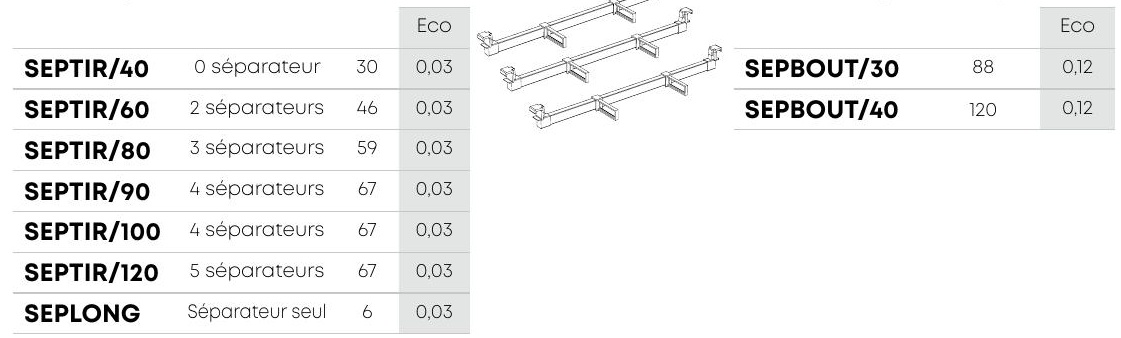 Eco
SEPTIR/40 0 séparateur 30 0,03
SEPTIR/60 2 séparateurs 46 0,03
SEPTIR/80 3 séparateurs 59 0,03
SEPTIR/90 4 séparateurs 67 0,03
SEPTIR/100 4 séparateurs 67 0,03
SEPTIR/120 5 séparateurs 67 0,03
SEPLONG Séparateur seul 6 0,03
Eco
SEPBOUT/30 88 0,12
SEPBOUT/40 120 0,12